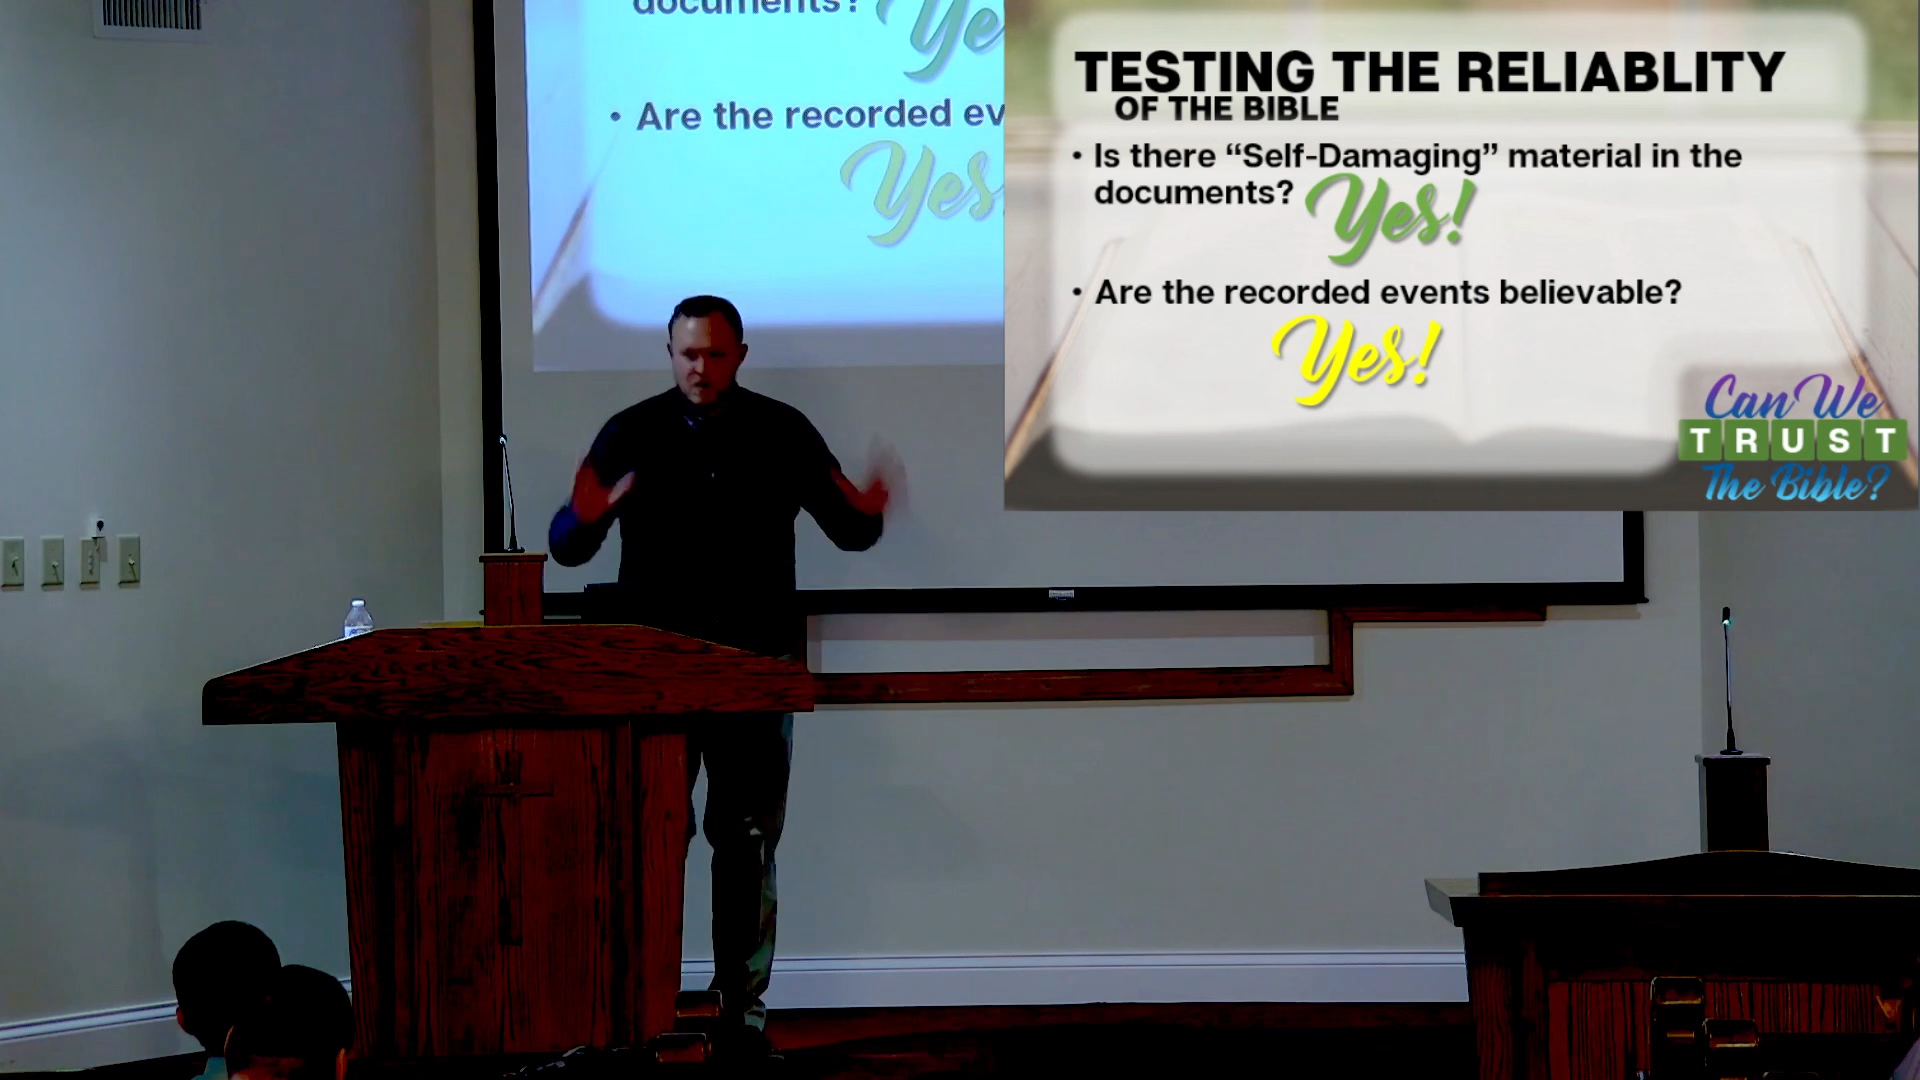 documents? Ye
• Are the recorded ev
Yes
TESTING THE RELIABLITY
OF THE BIBLE
• Is there “Self-Damaging” material in the
documents? Yes!
• Are the recorded events believable?
Yes!
Can We
TRUST
The Bible?